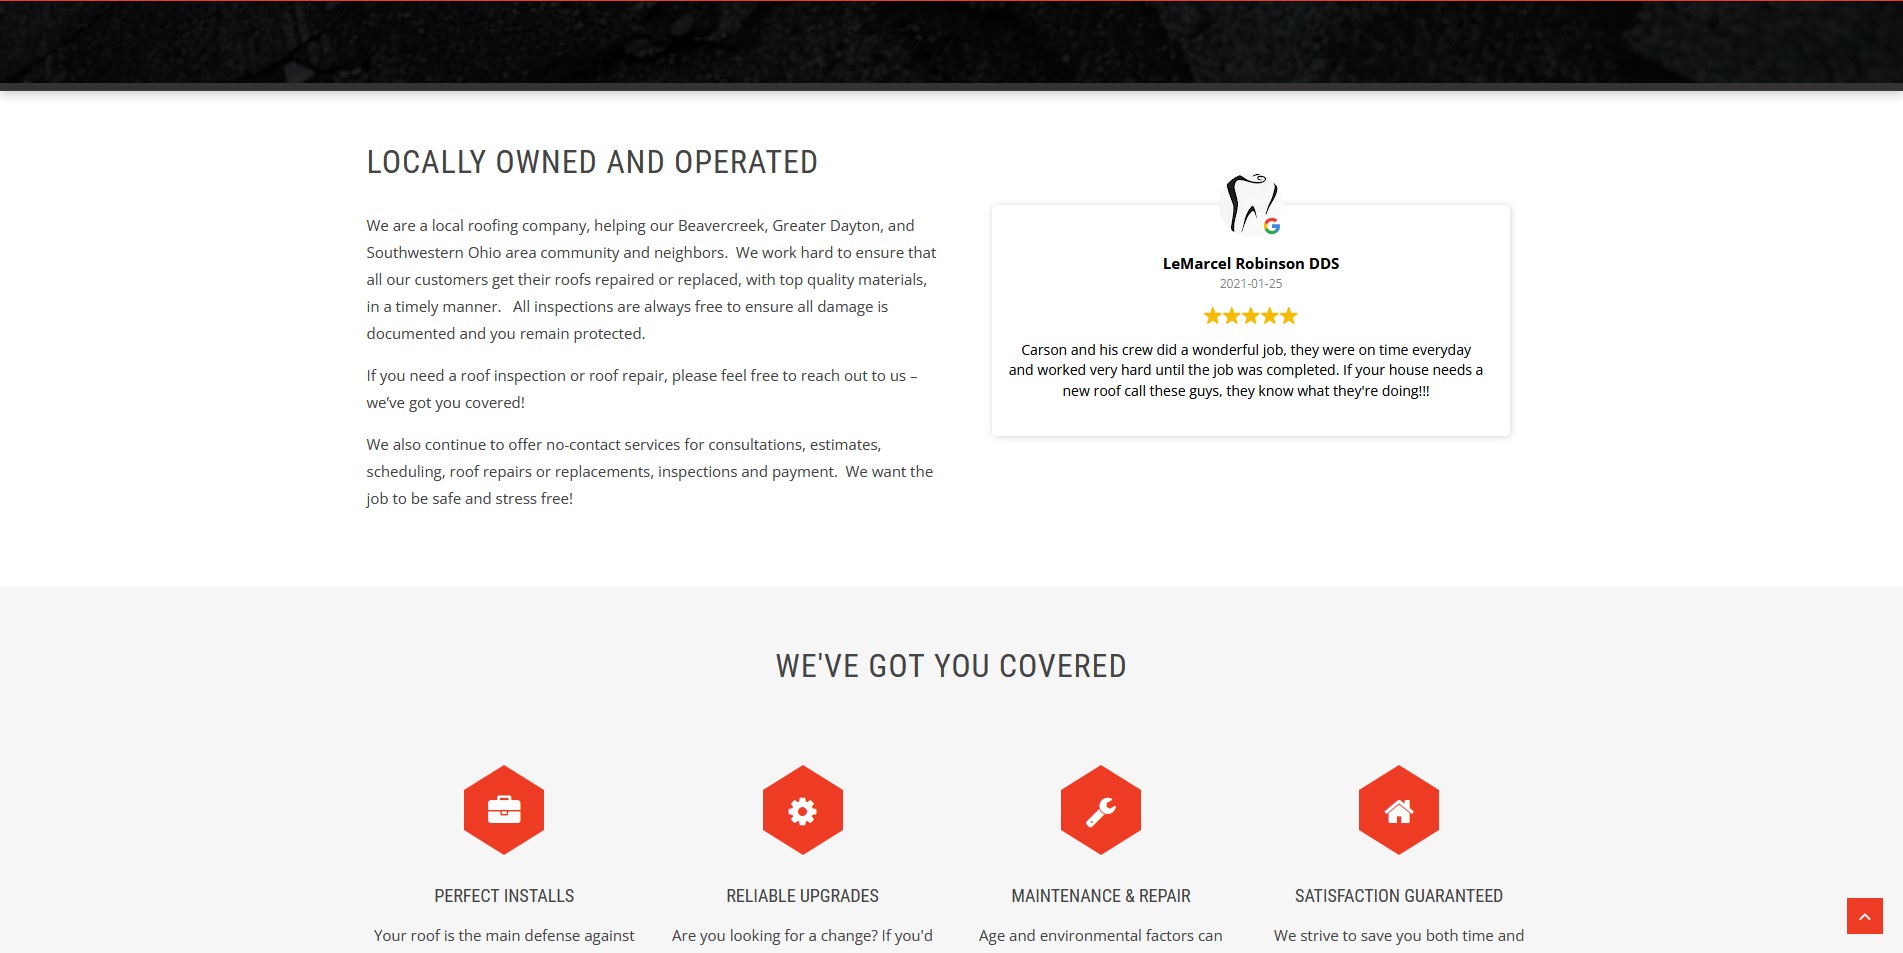 LOCALLY OWNED AND OPERATED
We are a local roofing company, helping our Beavercreek, Greater Dayton, and
Southwestern Ohio area community and neighbors.  We work hard to ensure that
all our customers get their roofs repaired or replaced, with top quality materials,
in a timely manner.   All inspections are always free to ensure all damage is
documented and you remain protected.
If you need a roof inspection or roof repair, please feel free to reach out to us –
we’ve got you covered!
We also continue to offer no-contact services for consultations, estimates,
scheduling, roof repairs or replacements, inspections and payment.  We want the
job to be safe and stress free!
LeMarcel Robinson DDS
2021-01-25
Carson and his crew did a wonderful job, they were on time everyday
and worked very hard until the job was completed. If your house needs a
new roof call these guys, they know what they're doing!!!
WE'VE GOT YOU COVERED
PERFECT INSTALLS
Your roof is the main defense against
RELIABLE UPGRADES
Are you looking for a change? If you'd
MAINTENANCE & REPAIR
Age and environmental factors can
SATISFACTION GUARANTEED
We strive to save you both time and